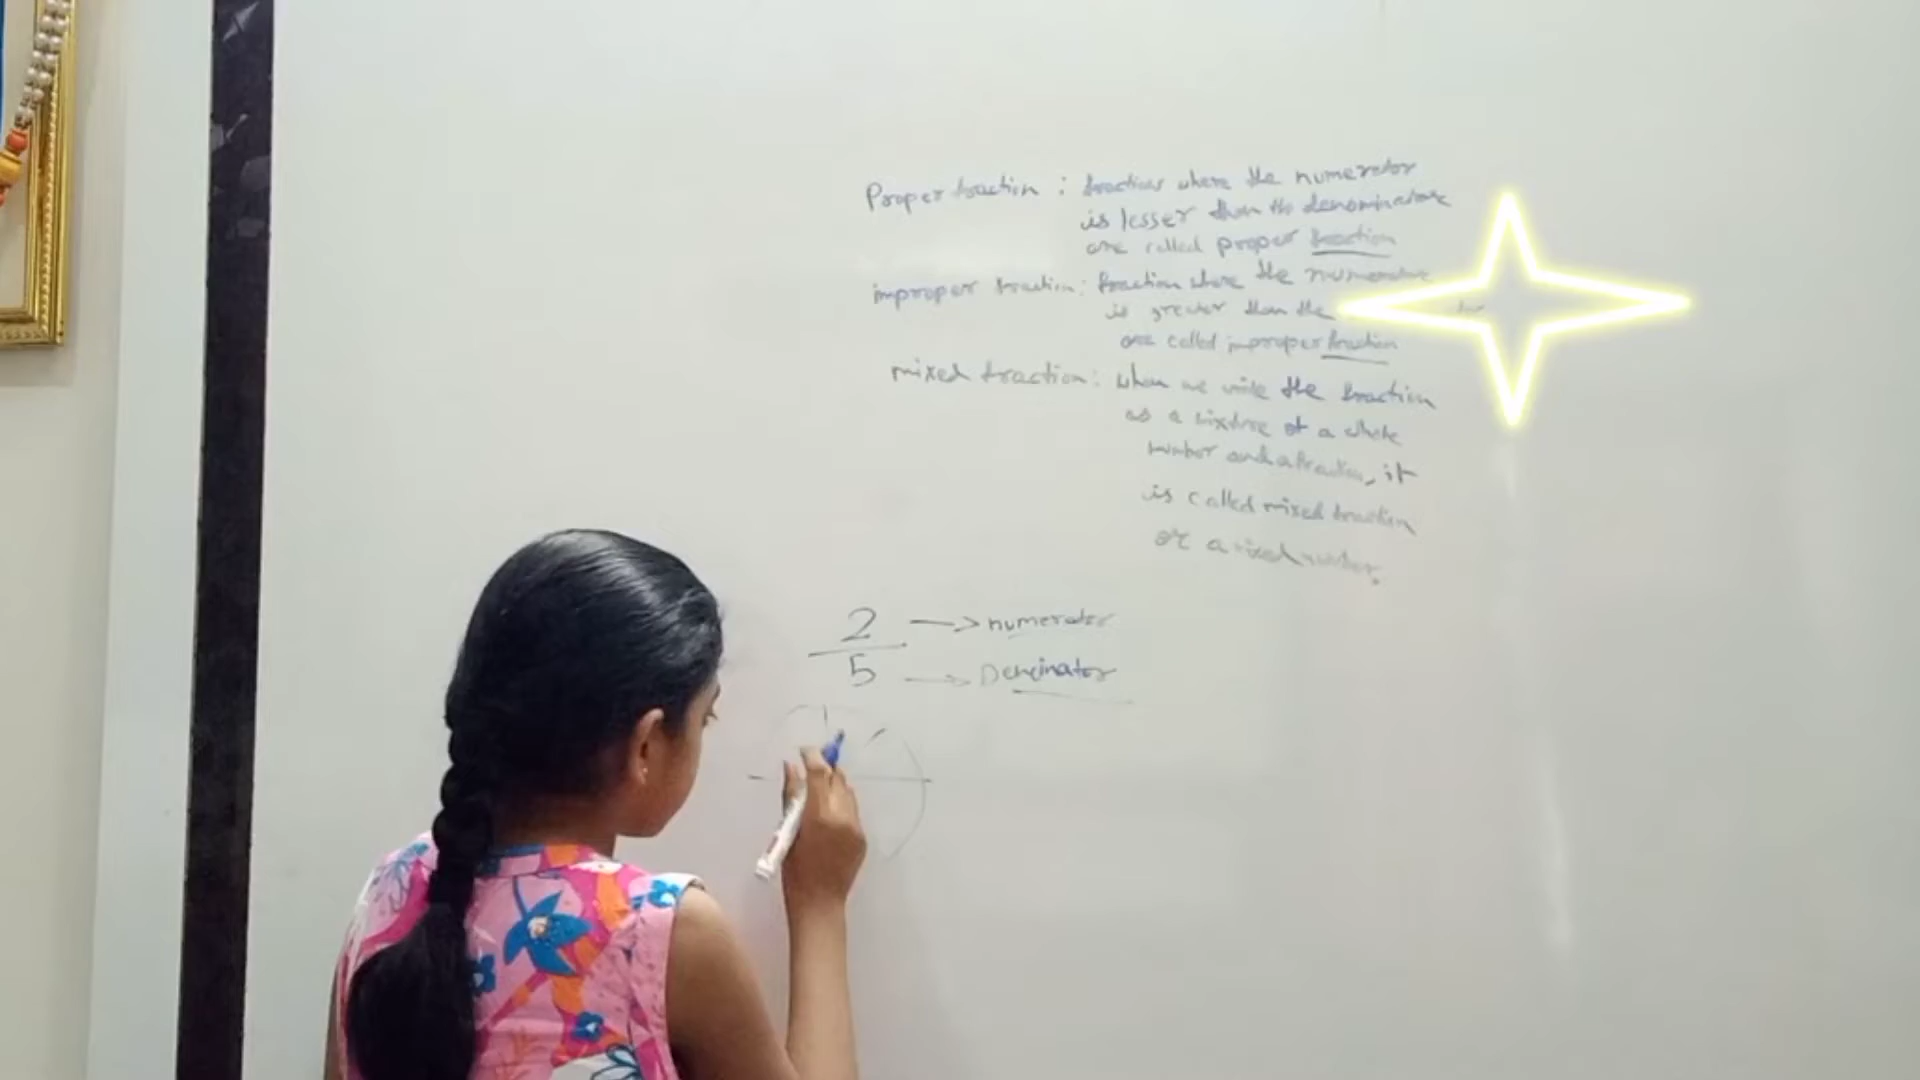 Proper fraction : fractions where the numerator
is lesser than the denominator
are called proper fraction
improper fraction : fraction where the numerator
is greater than the
are called improper fraction
mixed fraction : when we write the fraction
as a mixture of a whole
number and a fraction, it
is called mixed fraction
or a mixed number.
2 → numerator
5 → Denominator